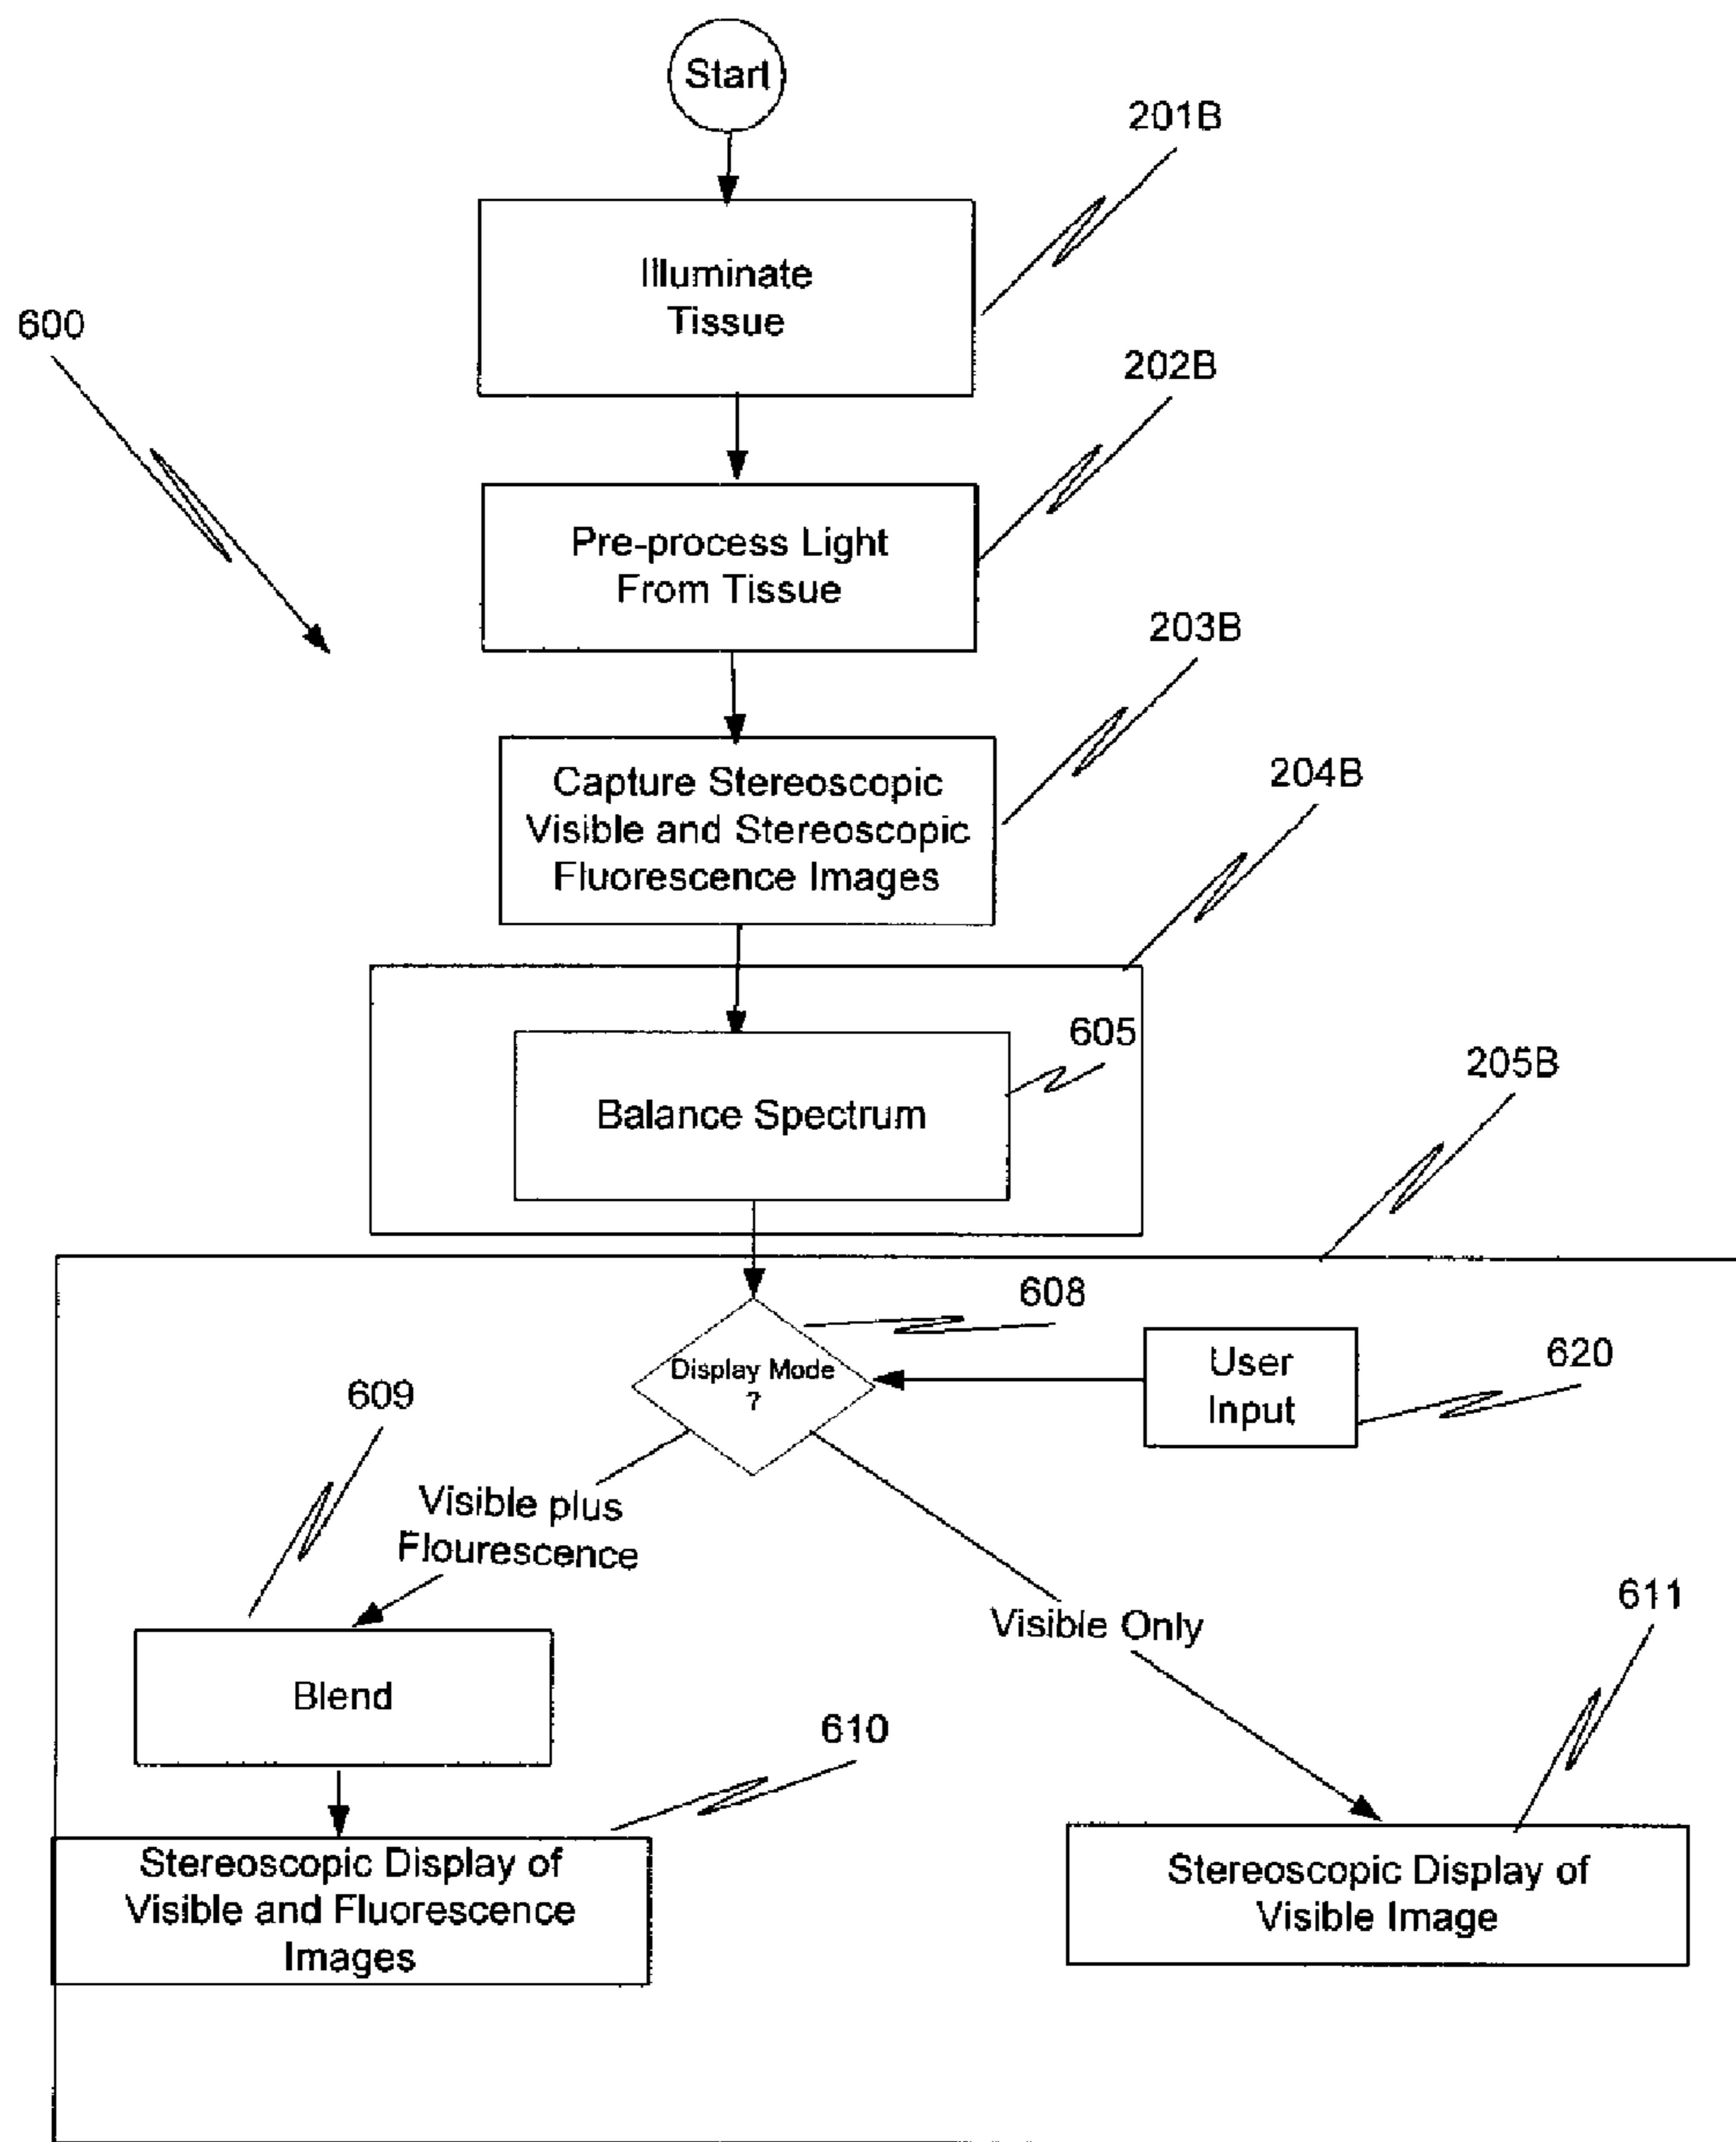 Start
201B
Illuminate
Tissue
600
202B
Pre-process Light
From Tissue
203B
Capture Stereoscopic
Visible and Stereoscopic
Fluorescence Images
204B
605
Balance Spectrum
205B
608
Display Mode
?
User
Input
620
609
Visible plus
Flourescence
Visible Only
611
Blend
610
Stereoscopic Display of
Visible and Fluorescence
Images
Stereoscopic Display of
Visible Image